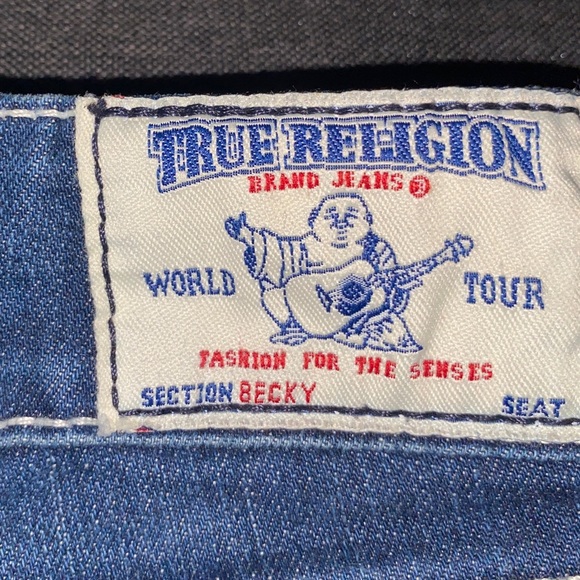 TRUE RELIGION
BRAND JEANS®
WORLD TOUR
FASHION FOR THE SENSES
SECTION BECKY SEAT